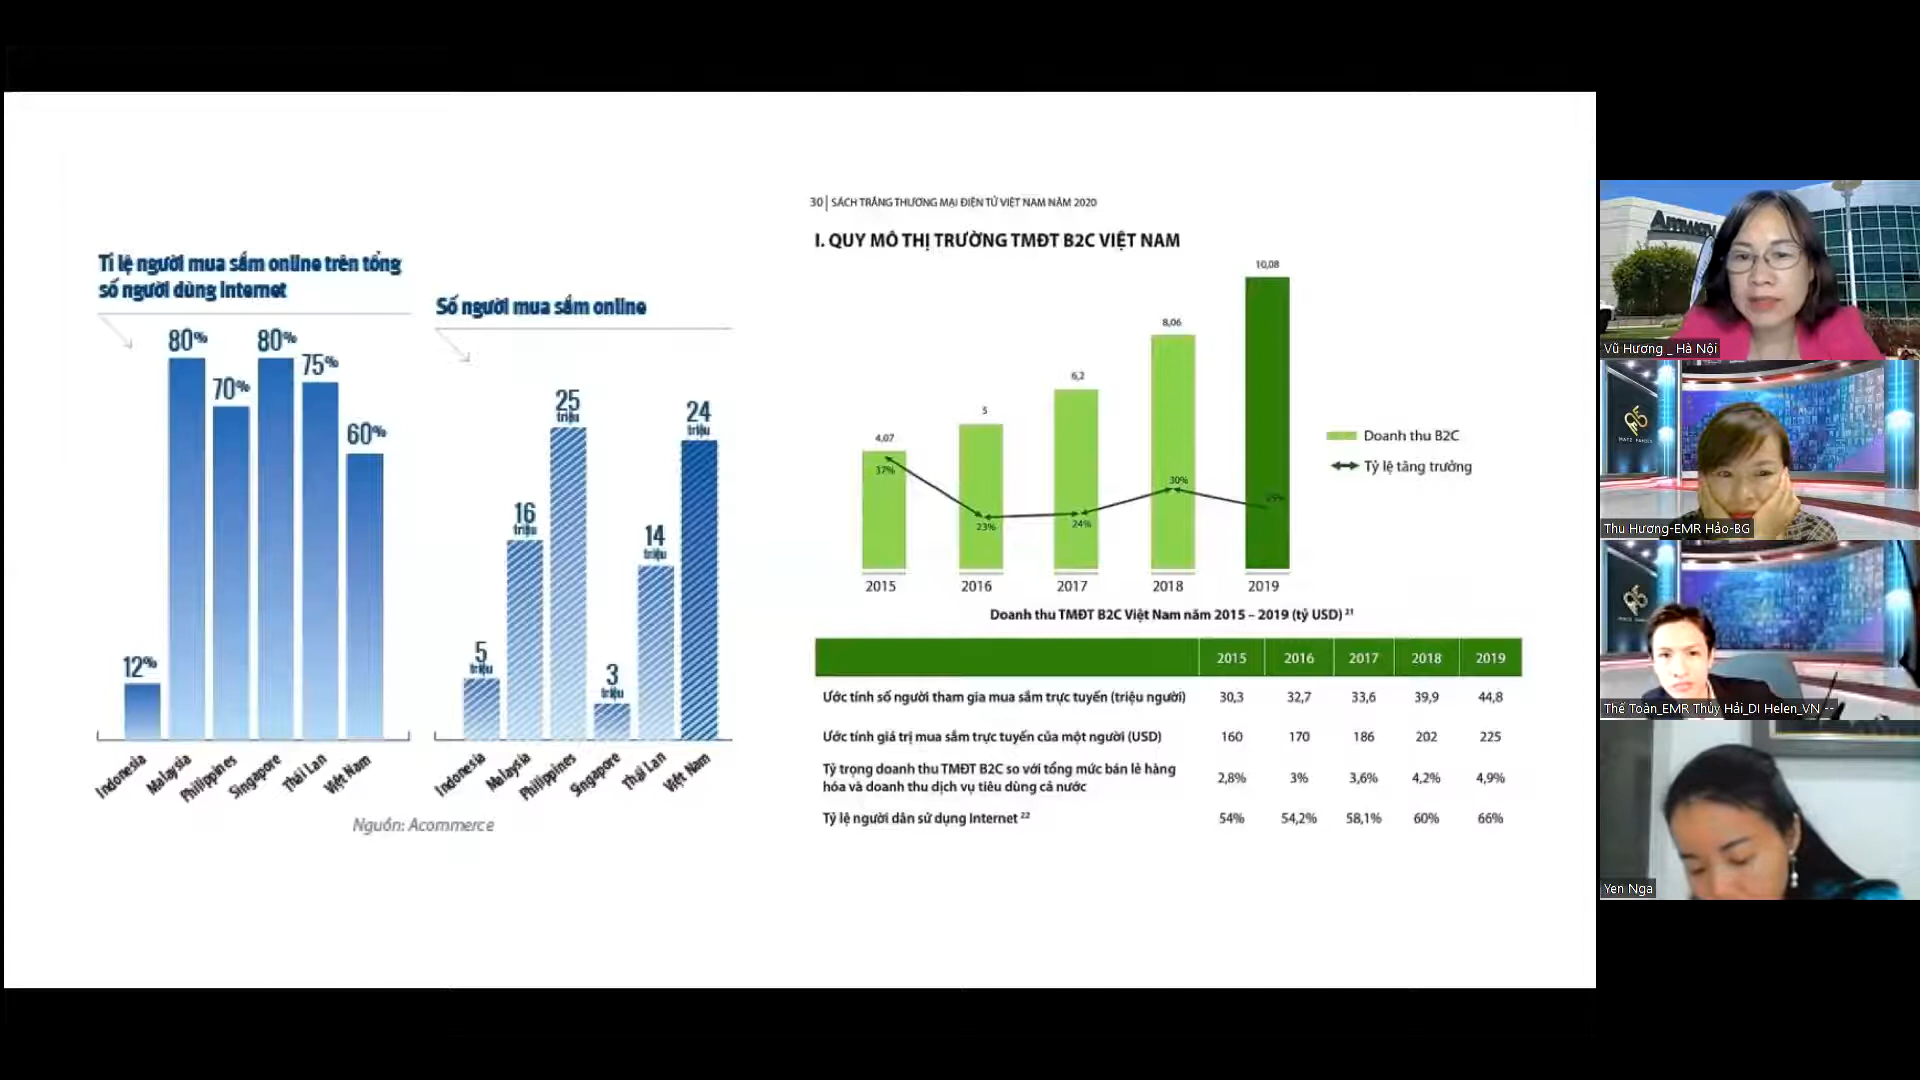 Tỉ lệ người mua sắm online trên tổng
số người dùng Internet
80%
80%
75%
70%
60%
12%
Indonesia
Malaysia
Philippines
Singapore
Thái Lan
Việt Nam
Số người mua sắm online
25
triệu
24
triệu
16
triệu
14
triệu
5
triệu
3
triệu
Indonesia
Malaysia
Philippines
Singapore
Thái Lan
Việt Nam
Nguồn: Acommerce
30 | SÁCH TRẮNG THƯƠNG MẠI ĐIỆN TỬ VIỆT NAM NĂM 2020
I. QUY MÔ THỊ TRƯỜNG TMĐT B2C VIỆT NAM
10,08
8,06
6,2
5
4,07
37%
23%
24%
30%
25%
Doanh thu B2C
Tỷ lệ tăng trưởng
2015 2016 2017 2018 2019
Doanh thu TMĐT B2C Việt Nam năm 2015 – 2019 (tỷ USD) 21
2015 2016 2017 2018 2019
Ước tính số người tham gia mua sắm trực tuyến (triệu người) 30,3 32,7 33,6 39,9 44,8
Ước tính giá trị mua sắm trực tuyến của một người (USD) 160 170 186 202 225
Tỷ trọng doanh thu TMĐT B2C so với tổng mức bán lẻ hàng
hóa và doanh thu dịch vụ tiêu dùng cả nước 2,8% 3% 3,6% 4,2% 4,9%
Tỷ lệ người dân sử dụng Internet 22 54% 54,2% 58,1% 60% 66%
Amway
Vũ Hương _ Hà Nội
Thu Hương-EMR Hảo-BG
Thế Toàn_EMR Thủy Hải_DI Helen_VN --
Yen Nga